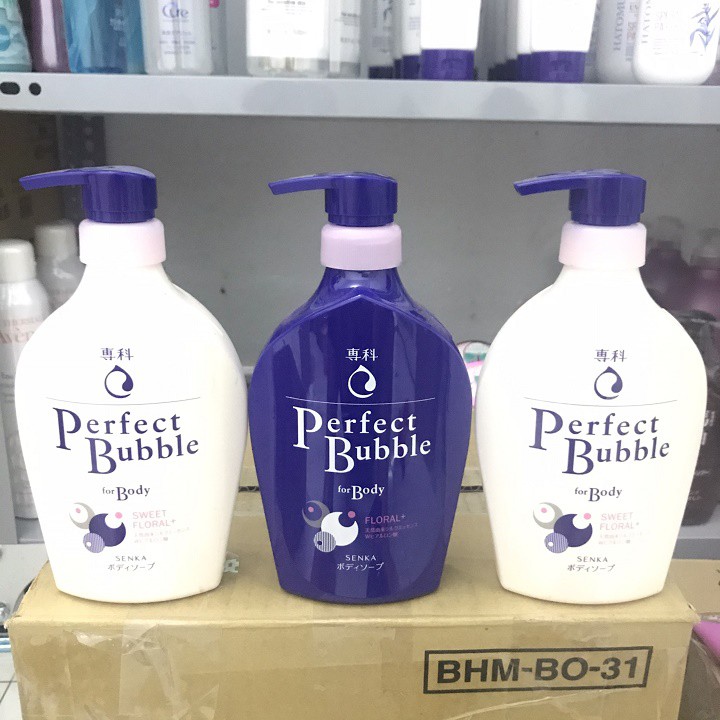 Cure
HATOMU
専科
Perfect
Bubble
for Body
SWEET
FLORAL+
SENKA
ボディソープ
専科
Perfect
Bubble
for Body
FLORAL+
SENKA
ボディソープ
専科
Perfect
Bubble
for Body
SWEET
FLORAL+
SENKA
ボディソープ
BHM-BO-31